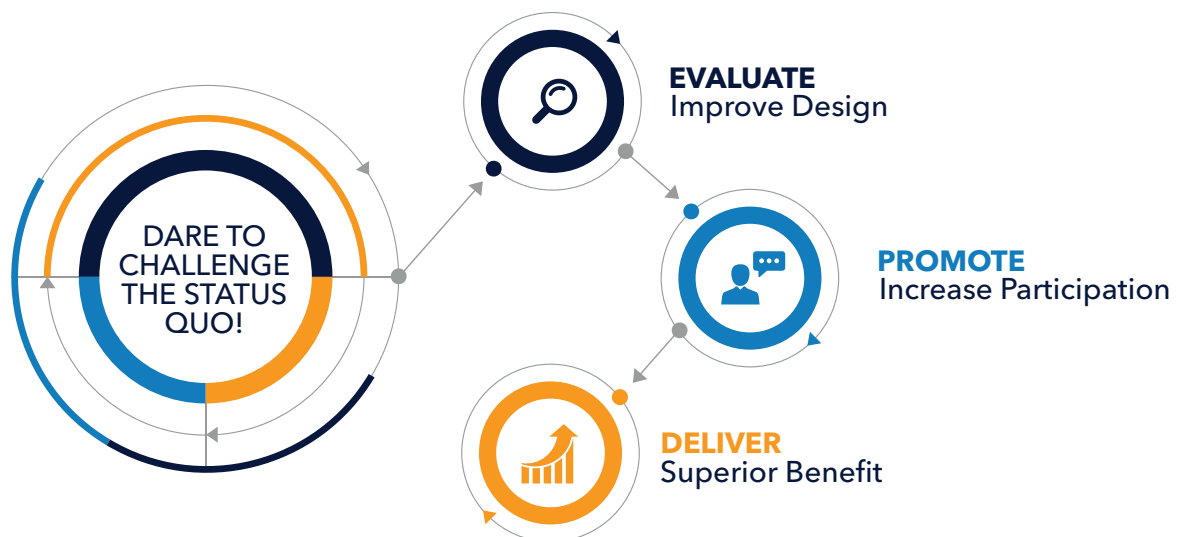 DARE TO
CHALLENGE
THE STATUS
QUO!
EVALUATE
Improve Design
PROMOTE
Increase Participation
DELIVER
Superior Benefit